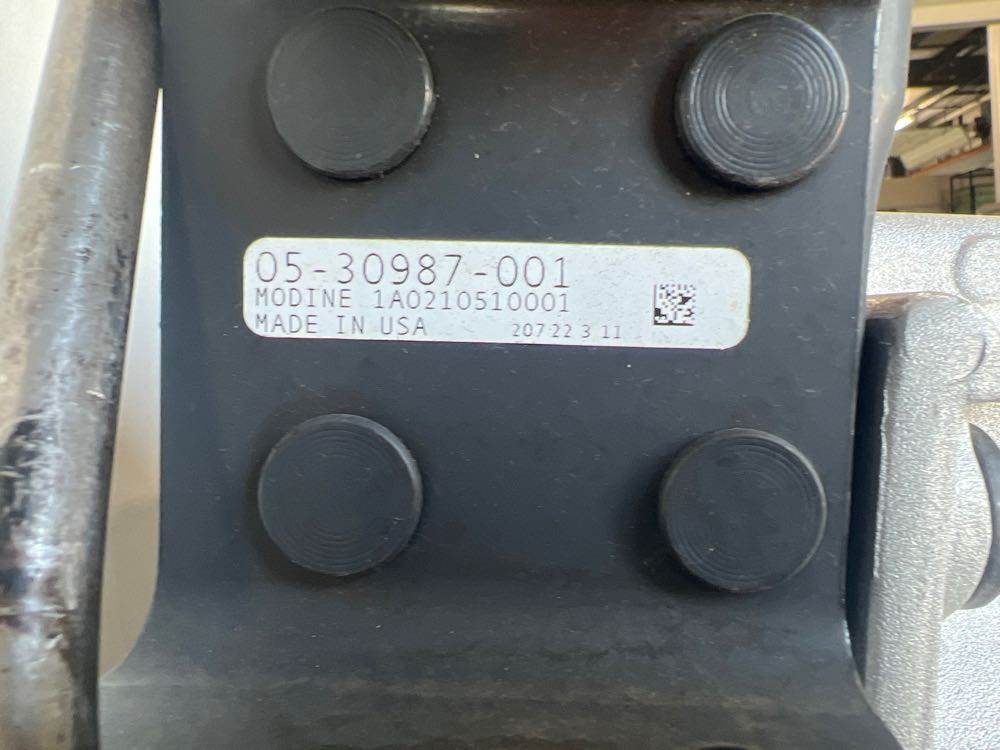 05-30987-001
MODINE 1A0210510001
MADE IN USA 207 22 3 11